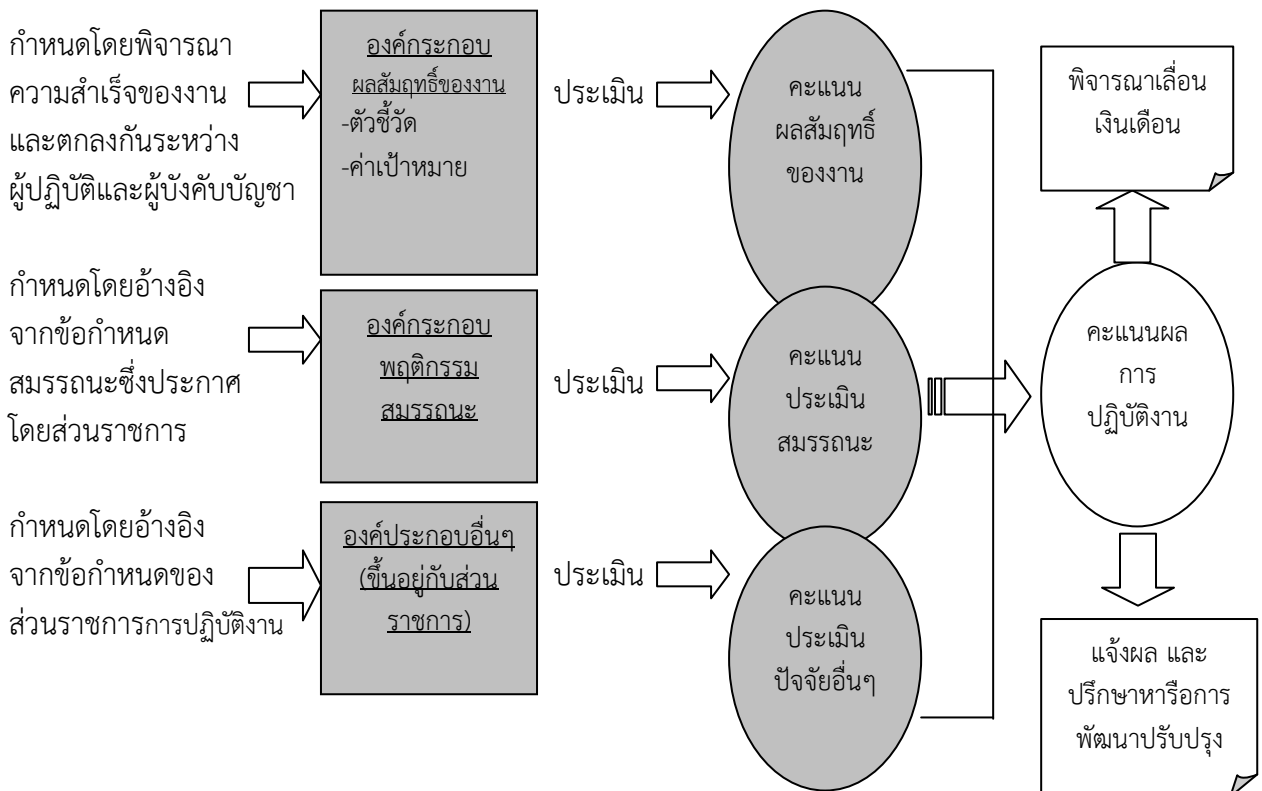 กำหนดโดยพิจารณา
ความสำเร็จของงาน
และตกลงกันระหว่าง
ผู้ปฏิบัติและผู้บังคับบัญชา
องค์กระกอบ
ผลสัมฤทธิ์ของงาน
-ตัวชี้วัด
-ค่าเป้าหมาย
ประเมิน
คะแนน
ผลสัมฤทธิ์
ของงาน
กำหนดโดยอ้างอิง
จากข้อกำหนด
สมรรถนะซึ่งประกาศ
โดยส่วนราชการ
องค์กระกอบ
พฤติกรรม
สมรรถนะ
ประเมิน
คะแนน
ประเมิน
สมรรถนะ
กำหนดโดยอ้างอิง
จากข้อกำหนดของ
ส่วนราชการการปฏิบัติงาน
องค์ประกอบอื่นๆ
(ขึ้นอยู่กับส่วน
ราชการ)
ประเมิน
คะแนน
ประเมิน
ปัจจัยอื่นๆ
พิจารณาเลื่อน
เงินเดือน
คะแนนผล
การ
ปฏิบัติงาน
แจ้งผล และ
ปรึกษาหารือการ
พัฒนาปรับปรุง